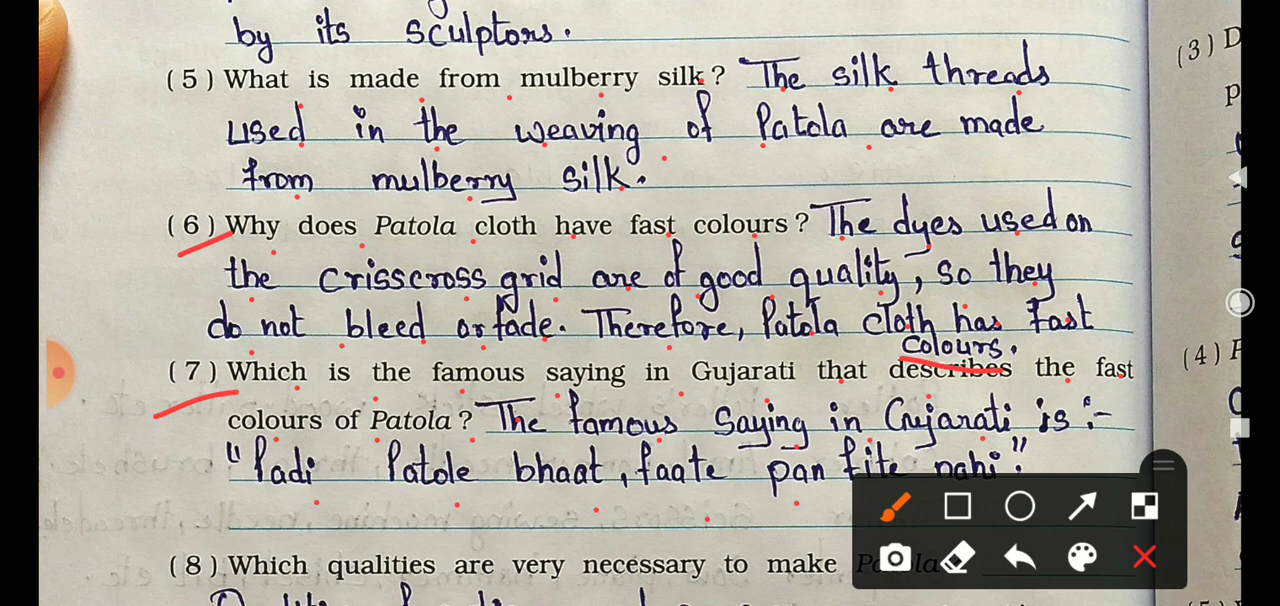 by its sculptors.
(5) What is made from mulberry silk? The silk threads
used in the weaving of Patola are made
from mulberry silk.
(6) Why does Patola cloth have fast colours? The dyes used on
the crisscross grid are of good quality, so they
do not bleed or fade. Therefore, Patola cloth has fast
colours.
(7) Which is the famous saying in Gujarati that describes the fast
colours of Patola? The famous saying in Gujarati is :-
"Padi Patole bhaat, faate pan fite nahi".
(8) Which qualities are very necessary to make
(3) D
(4)